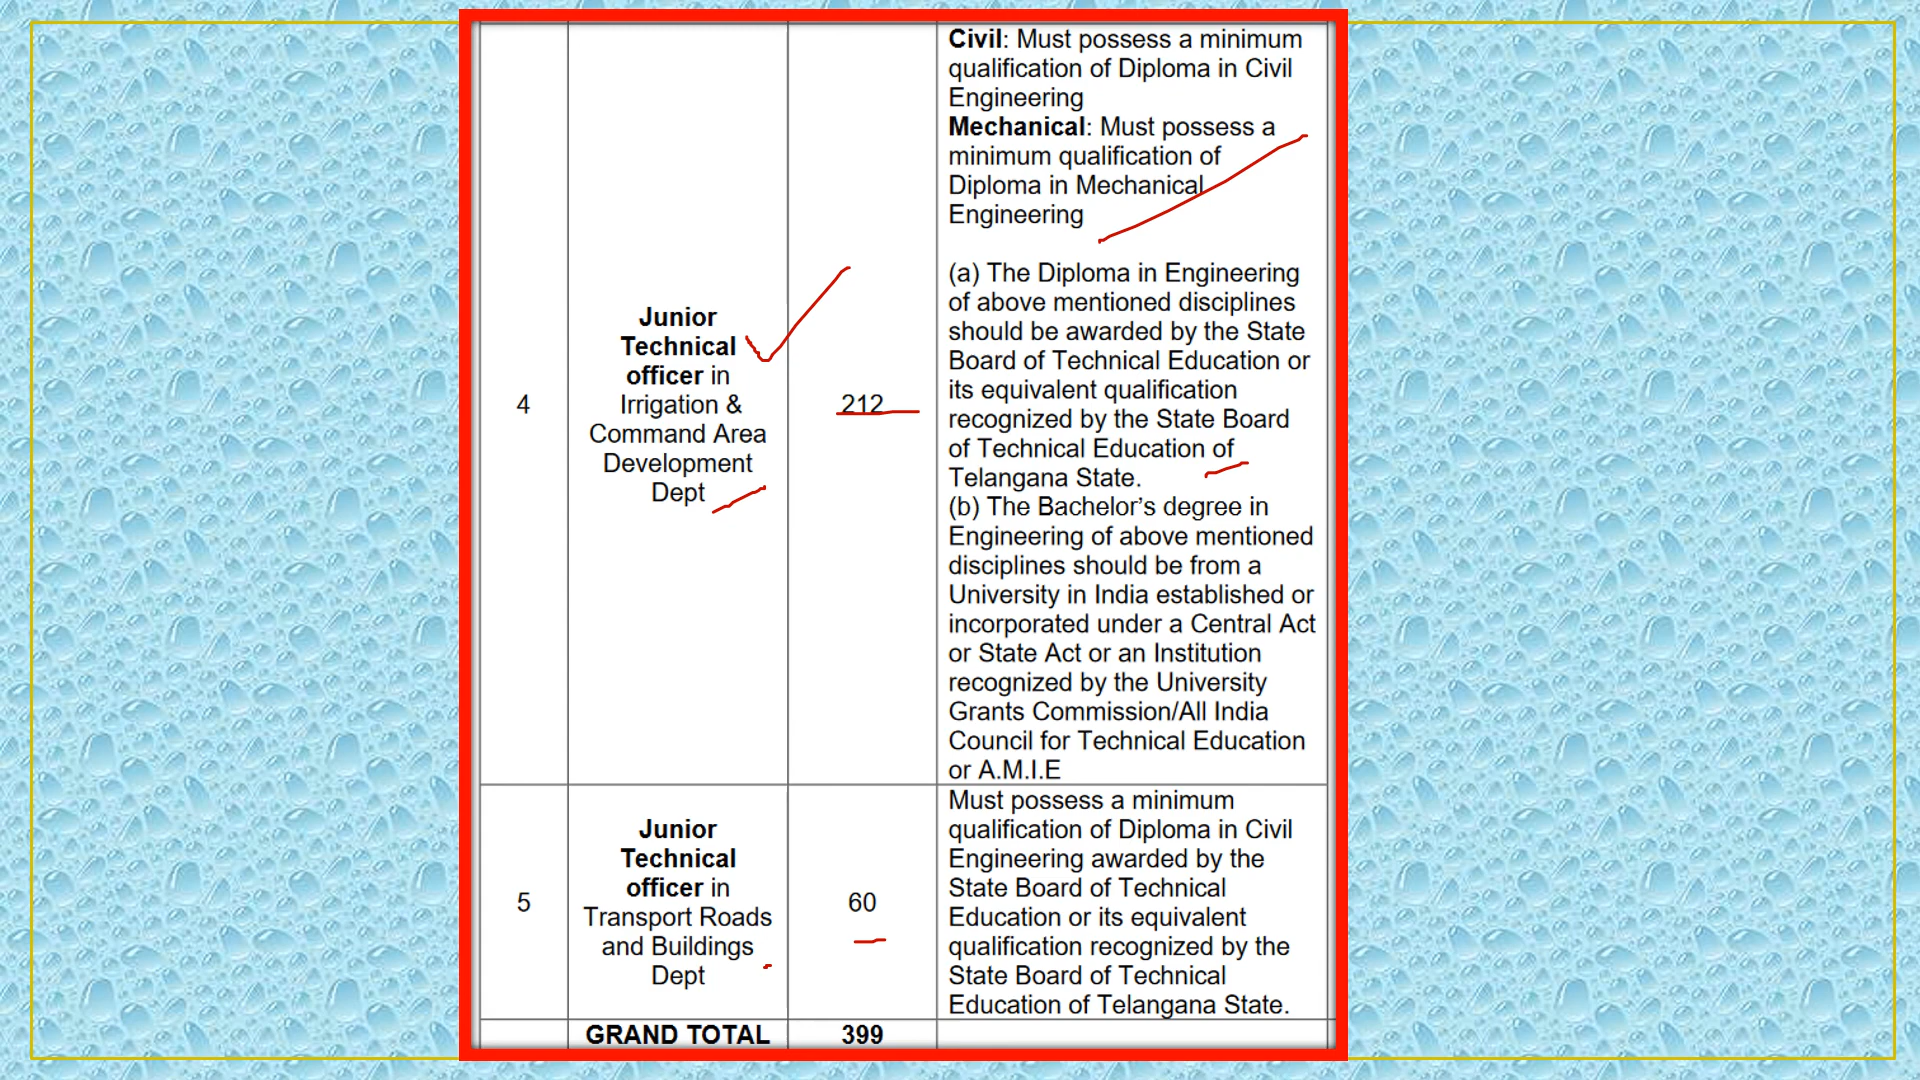 Civil: Must possess a minimum
qualification of Diploma in Civil
Engineering
Mechanical: Must possess a
minimum qualification of
Diploma in Mechanical
Engineering
(a) The Diploma in Engineering
of above mentioned disciplines
should be awarded by the State
Board of Technical Education or
its equivalent qualification
recognized by the State Board
of Technical Education of
Telangana State.
(b) The Bachelor's degree in
Engineering of above mentioned
disciplines should be from a
University in India established or
incorporated under a Central Act
or State Act or an Institution
recognized by the University
Grants Commission/All India
Council for Technical Education
or A.M.I.E
4
Junior
Technical
officer in
Irrigation &
Command Area
Development
Dept
212
5
Junior
Technical
officer in
Transport Roads
and Buildings
Dept
60
Must possess a minimum
qualification of Diploma in Civil
Engineering awarded by the
State Board of Technical
Education or its equivalent
qualification recognized by the
State Board of Technical
Education of Telangana State.
GRAND TOTAL
399